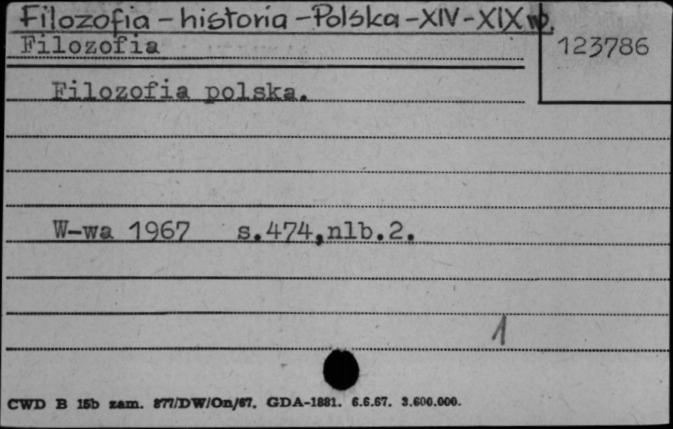 Filozofia - historia - Polska - XIV - XIX w.
Filozofia
123786
Filozofia polska.
W-wa 1967 s.474,nlb.2.
1
CWD B 15b zam. 877/DW/On/67. GDA-1881. 6.6.67. 3.600.000.